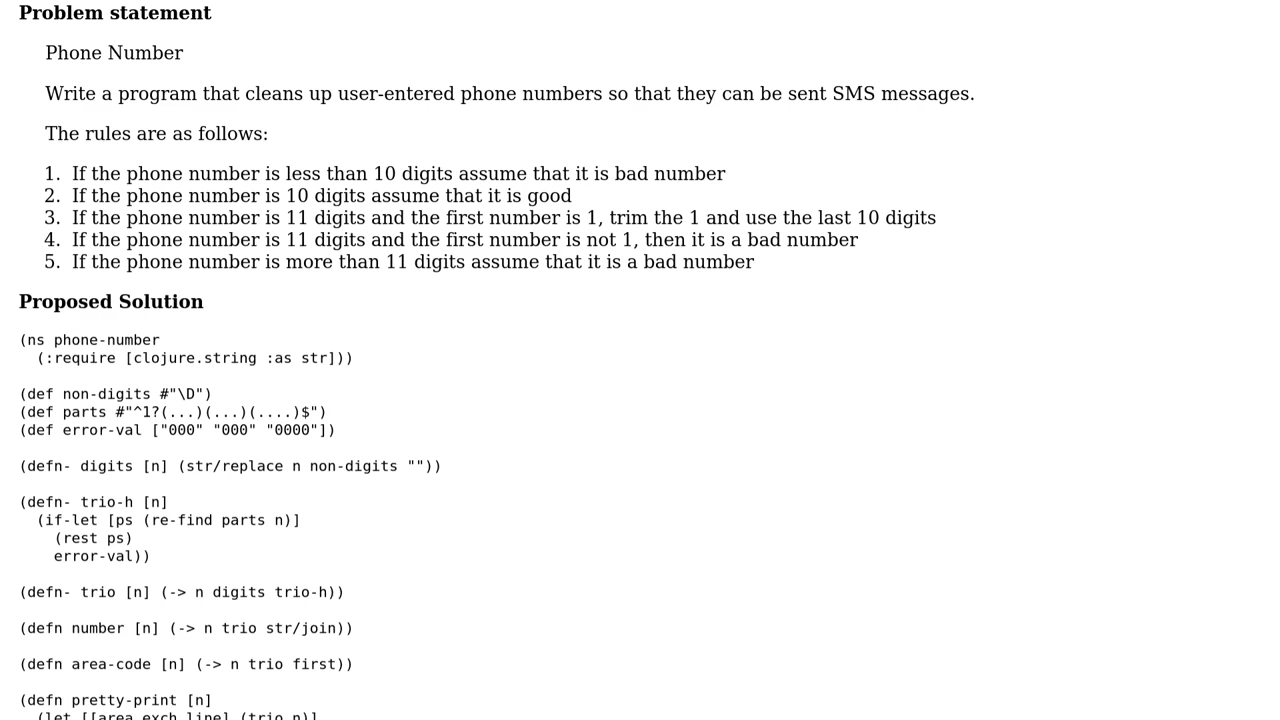 Problem statement
Phone Number
Write a program that cleans up user-entered phone numbers so that they can be sent SMS messages.
The rules are as follows:
1. If the phone number is less than 10 digits assume that it is bad number
2. If the phone number is 10 digits assume that it is good
3. If the phone number is 11 digits and the first number is 1, trim the 1 and use the last 10 digits
4. If the phone number is 11 digits and the first number is not 1, then it is a bad number
5. If the phone number is more than 11 digits assume that it is a bad number
Proposed Solution
(ns phone-number
  (:require [clojure.string :as str]))
(def non-digits #"\D")
(def parts #"^1?(...)(...)(....)$")
(def error-val ["000" "000" "0000"])
(defn- digits [n] (str/replace n non-digits ""))
(defn- trio-h [n]
  (if-let [ps (re-find parts n)]
    (rest ps)
    error-val))
(defn- trio [n] (-> n digits trio-h))
(defn number [n] (-> n trio str/join))
(defn area-code [n] (-> n trio first))
(defn pretty-print [n]
  (let [[area exch line] (trio n)]